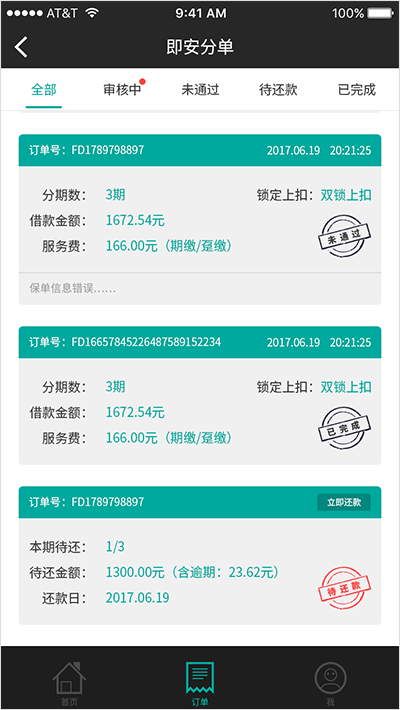 AT&T 9:41 AM 100%
即安分单
全部 审核中 未通过 待还款 已完成
订单号：FD1789798897 2017.06.19 20:21:25
分期数： 3期 锁定上扣：双锁上扣
借款金额： 1672.54元
服务费： 166.00元（期缴/趸缴）
未通过
保单信息错误……
订单号：FD16657845226487589152234 2017.06.19 20:21:25
分期数： 3期 锁定上扣：双锁上扣
借款金额： 1672.54元
服务费： 166.00元（期缴/趸缴）
已完成
订单号：FD1789798897 立即还款
本期待还： 1/3
待还金额： 1300.00元（含逾期：23.62元）
还款日： 2017.06.19
待还款
首页 订单 我